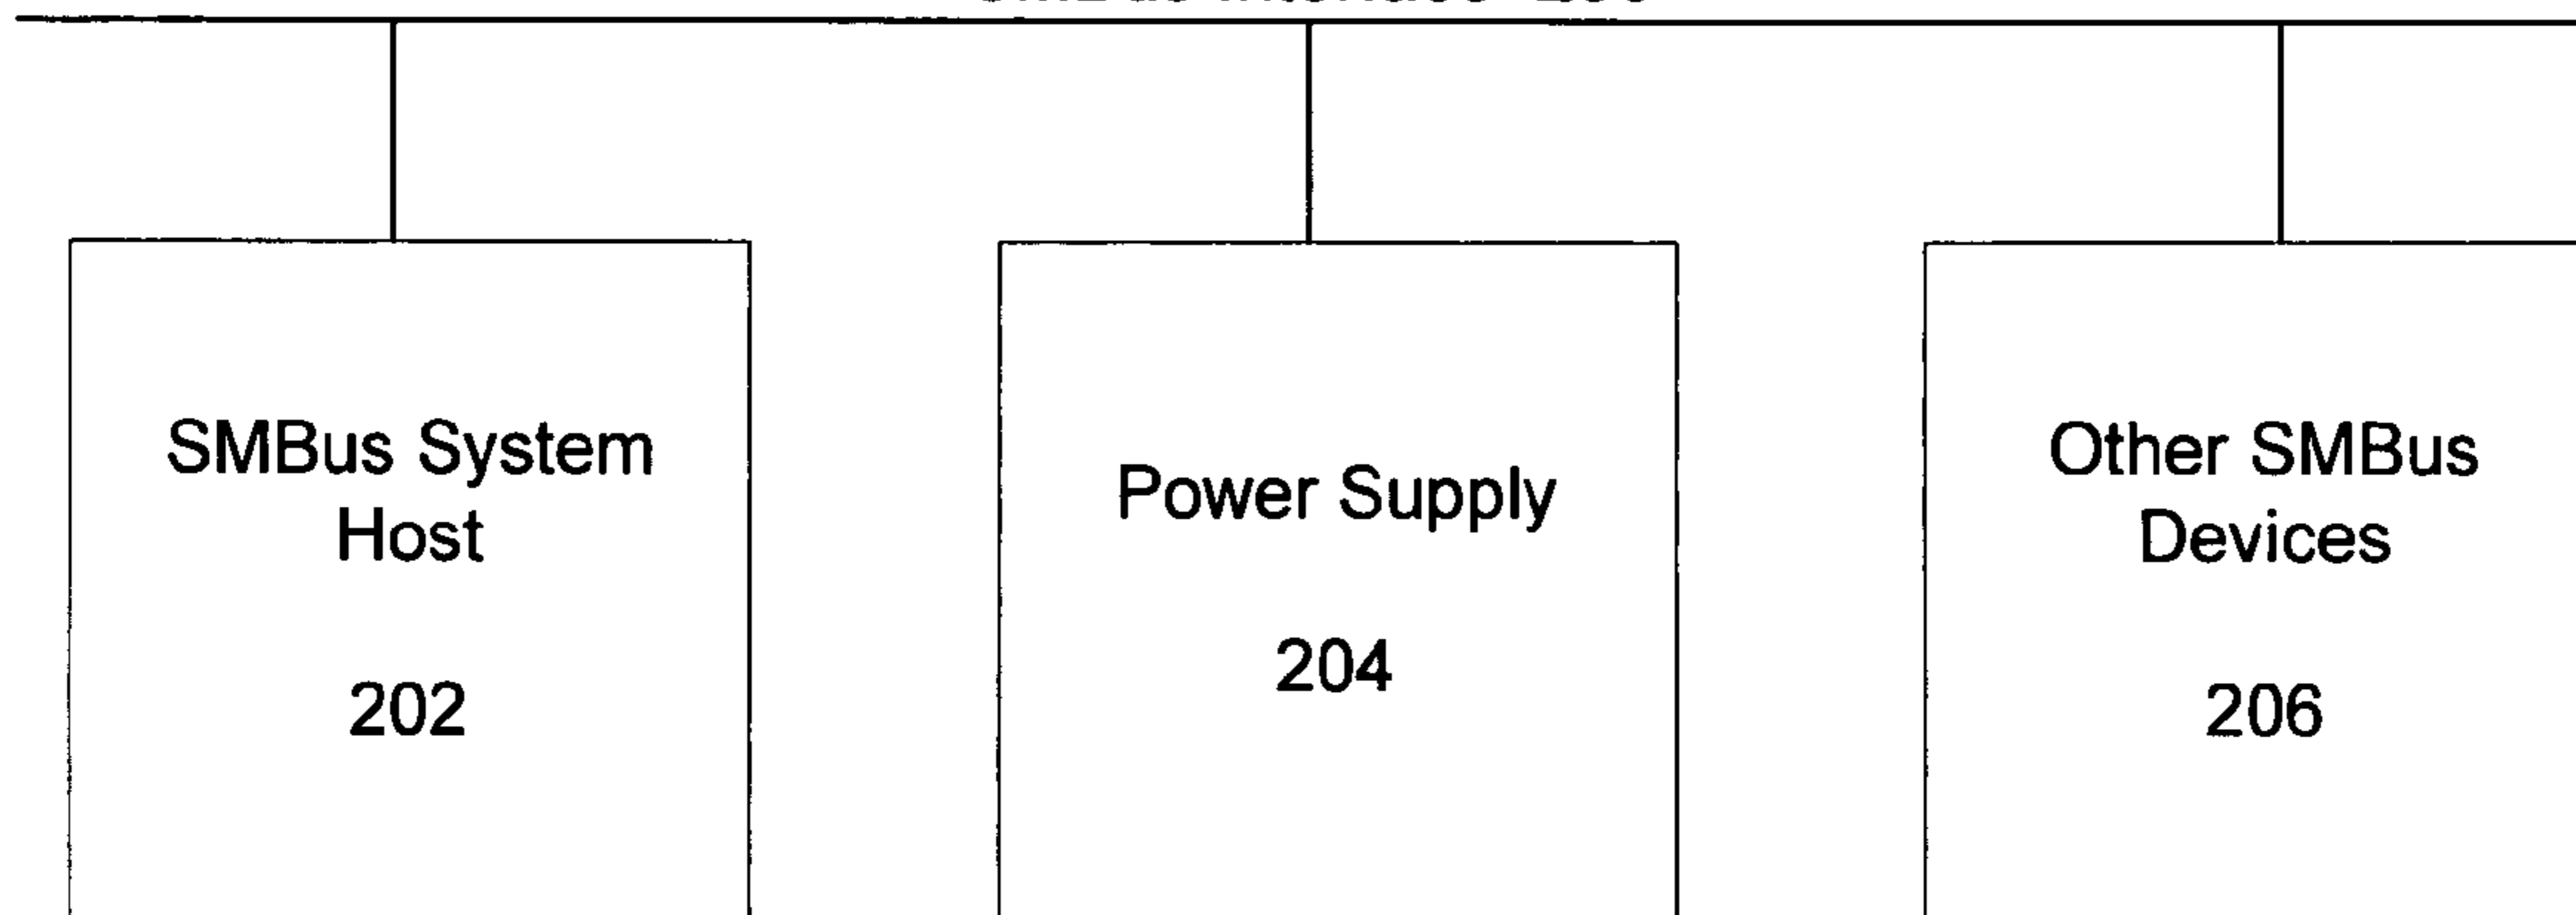 SMBus System
Host
202
Power Supply
204
Other SMBus
Devices
206